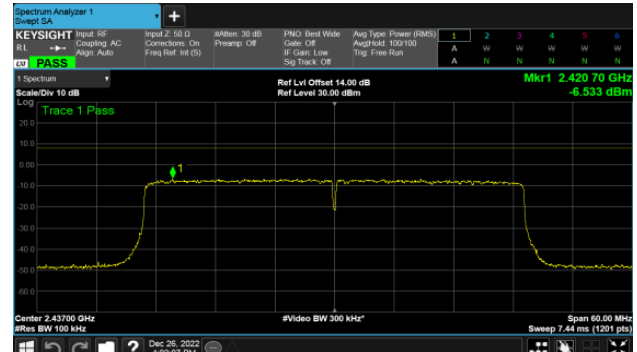 Spectrum Analyzer 1
Swept SA
+
KEYSIGHT Input: RF Input Z: 50 Ω #Atten: 30 dB PNO: Best Wide Avg Type: Power (RMS) 1 2 3 4 5 6
RL Coupling: AC Corrections: On Preamp: Off Gate: Off Avg|Hold: 100/100 A W W W W W
Align: Auto Freq Ref: Int (S) IF Gain: Low Trig: Free Run
Sig Track: Off A N N N N N
LXI PASS
1 Spectrum Ref Lvl Offset 14.00 dB Mkr1 2.420 70 GHz
Scale/Div 10 dB Ref Level 30.00 dBm -6.533 dBm
Log
Trace 1 Pass
20.0
10.0
0.00
1
-10.0
-20.0
-30.0
-40.0
-50.0
-60.0
Center 2.43700 GHz #Video BW 300 kHz* Span 60.00 MHz
#Res BW 100 kHz Sweep 7.44 ms (1201 pts)
? Dec 26, 2022